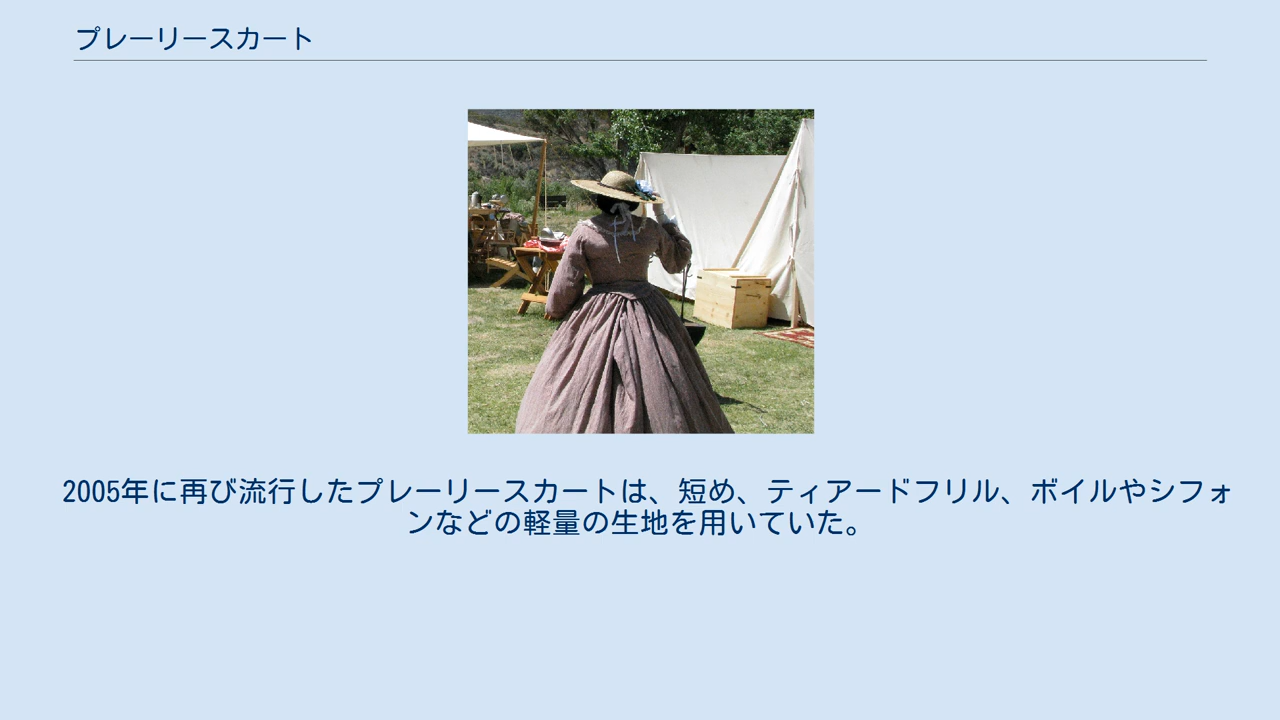 プレーリースカート
2005年に再び流行したプレーリースカートは、短め、ティアードフリル、ボイルやシフォ
ンなどの軽量の生地を用いていた。